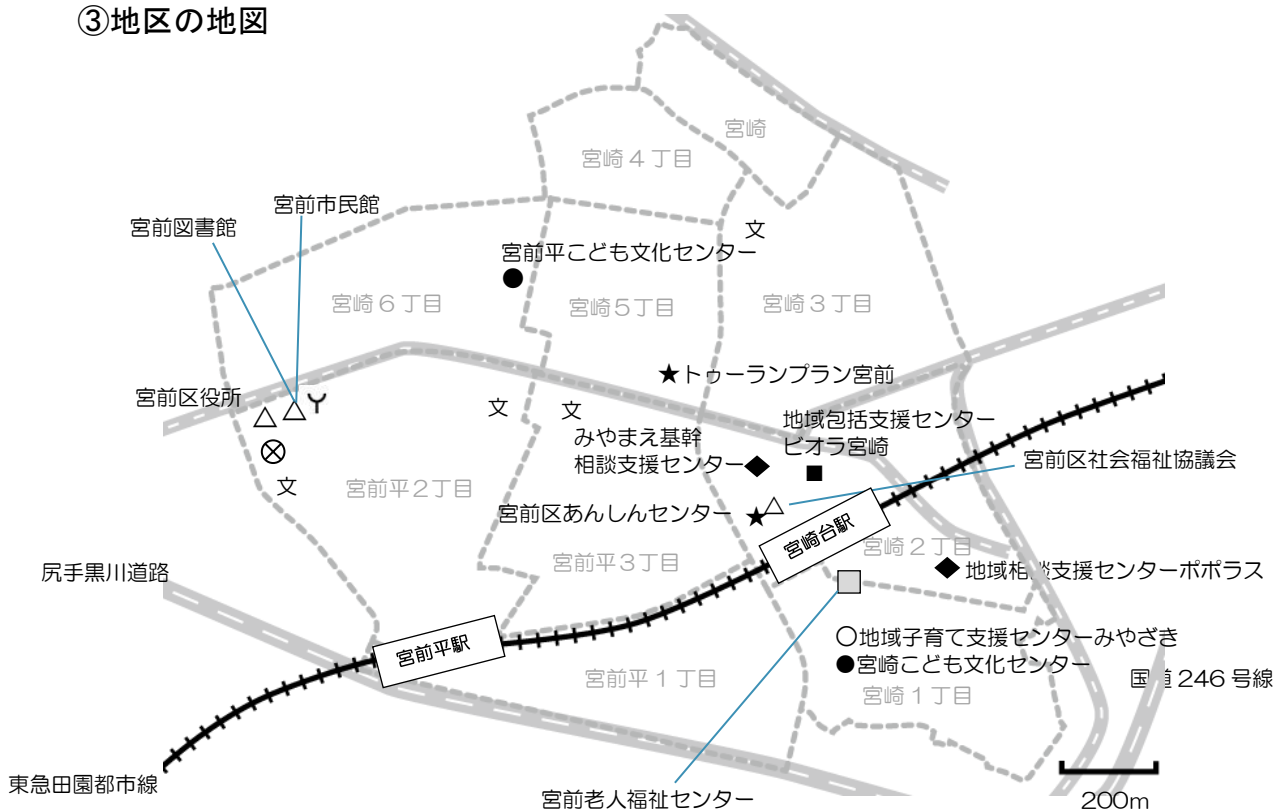 ③地区の地図
宮崎
宮崎４丁目
宮前市民館
宮前図書館
文
宮前平こども文化センター
宮崎６丁目
宮崎５丁目
宮崎３丁目
★トゥーランプラン宮前
宮前区役所
文
文
地域包括支援センター
ビオラ宮崎
みやまえ基幹
相談支援センター
宮前区社会福祉協議会
文
宮前平２丁目
宮前区あんしんセンター
宮崎台駅
宮崎２丁目
宮前平３丁目
尻手黒川道路
地域相談支援センターポポラス
宮前平駅
○地域子育て支援センターみやざき
●宮崎こども文化センター
宮前平１丁目
宮崎１丁目
国道246号線
東急田園都市線
宮前老人福祉センター
200m